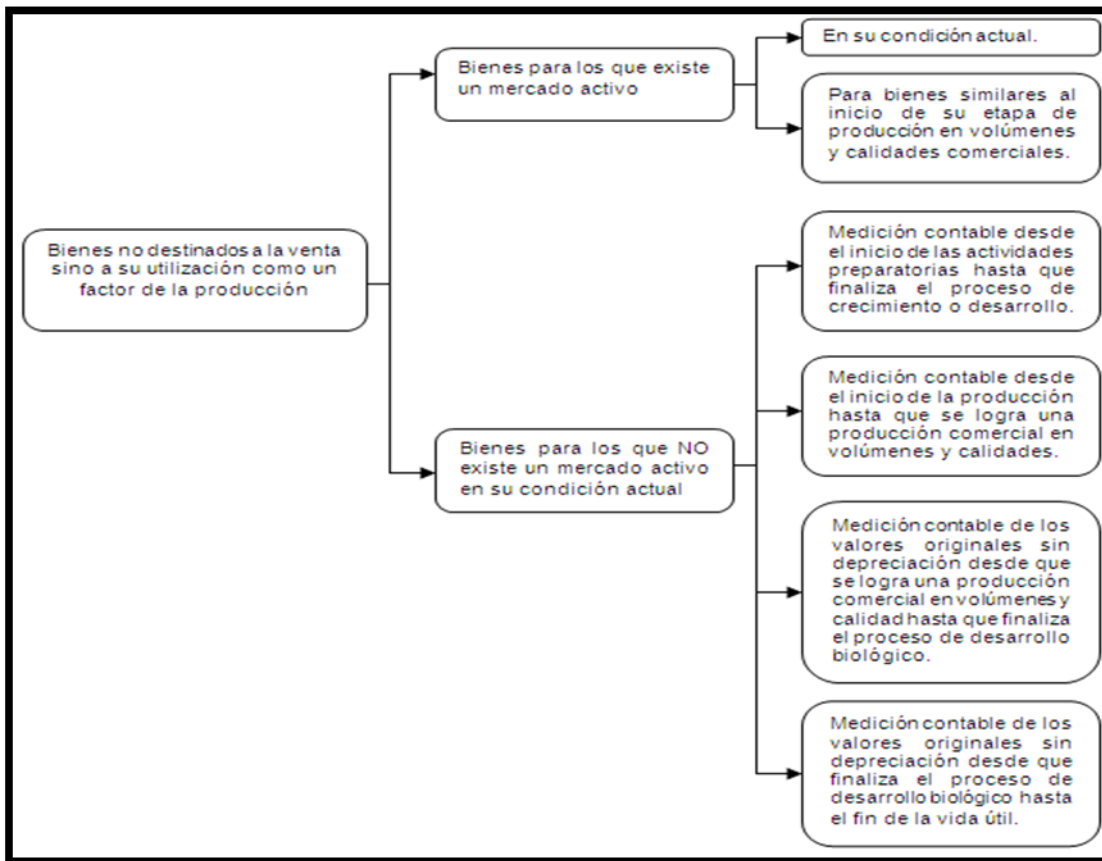 Bienes no destinados a la venta
sino a su utilización como un
factor de la producción
Bienes para los que existe
un mercado activo
En su condición actual.
Para bienes similares al
inicio de su etapa de
producción en volúmenes
y calidades comerciales.
Bienes para los que NO
existe un mercado activo
en su condición actual
Medición contable desde
el inicio de las actividades
preparatorias hasta que
finaliza el proceso de
crecimiento o desarrollo.
Medición contable desde
el inicio de la producción
hasta que se logra una
producción comercial en
volúmenes y calidades.
Medición contable de los
valores originales sin
depreciación desde que
se logra una producción
comercial en volúmenes y
calidad hasta que finaliza
el proceso de desarrollo
biológico.
Medición contable de los
valores originales sin
depreciación desde que
finaliza el proceso de
desarrollo biológico hasta
el fin de la vida útil.